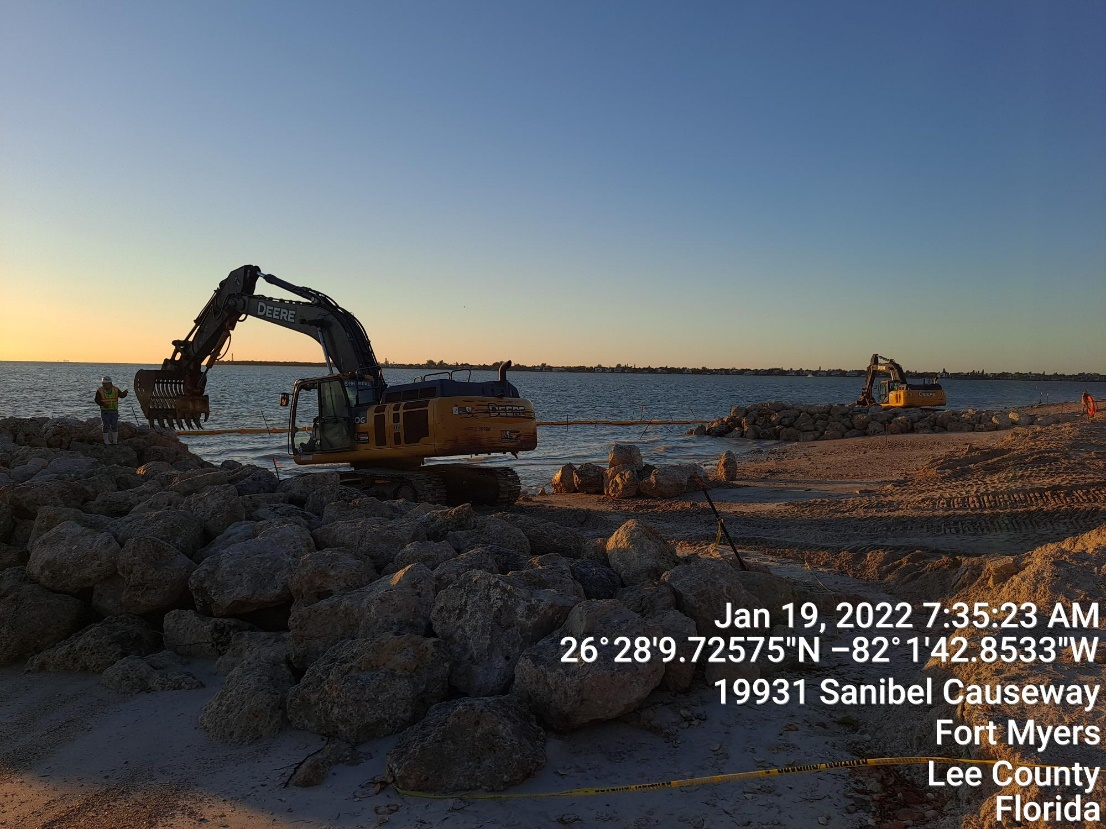 DEERE
DEERE
Jan 19, 2022 7:35:23 AM
26°28'9.72575"N –82°1'42.8533"W
19931 Sanibel Causeway
Fort Myers
Lee County
Florida